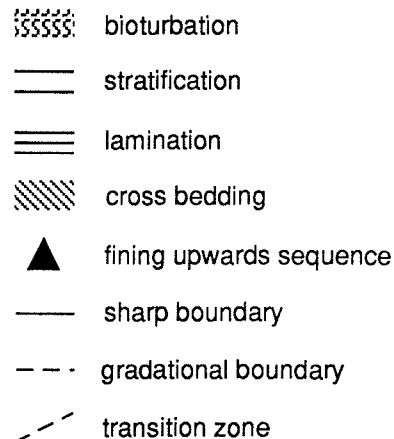 bioturbation
stratification
lamination
cross bedding
fining upwards sequence
sharp boundary
gradational boundary
transition zone